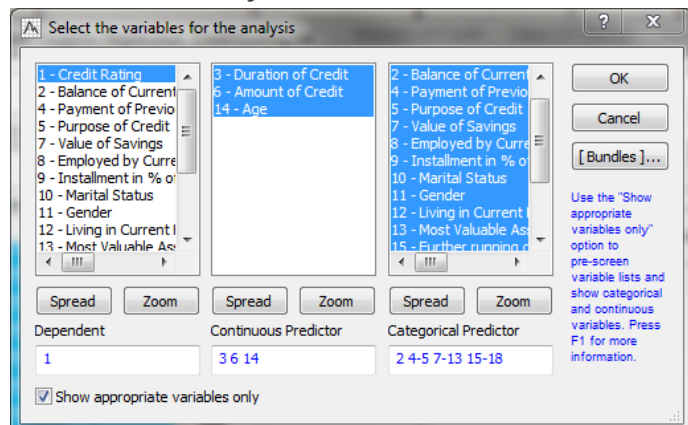 Select the variables for the analysis
1 - Credit Rating
2 - Balance of Current
4 - Payment of Previo
5 - Purpose of Credit
7 - Value of Savings
8 - Employed by Curre
9 - Installment in % o
10 - Marital Status
11 - Gender
12 - Living in Current
13 - Most Valuable As
3 - Duration of Credit
6 - Amount of Credit
14 - Age
2 - Balance of Current
4 - Payment of Previo
5 - Purpose of Credit
7 - Value of Savings
8 - Employed by Curre
9 - Installment in % o
10 - Marital Status
11 - Gender
12 - Living in Current
13 - Most Valuable Ass
15 - Further running c
OK
Cancel
[ Bundles ]...
Use the "Show
appropriate
variables only"
option to
pre-screen
variable lists and
show categorical
and continuous
variables. Press
F1 for more
information.
Spread Zoom
Spread Zoom
Spread Zoom
Dependent
Continuous Predictor
Categorical Predictor
1
3 6 14
2 4-5 7-13 15-18
Show appropriate variables only